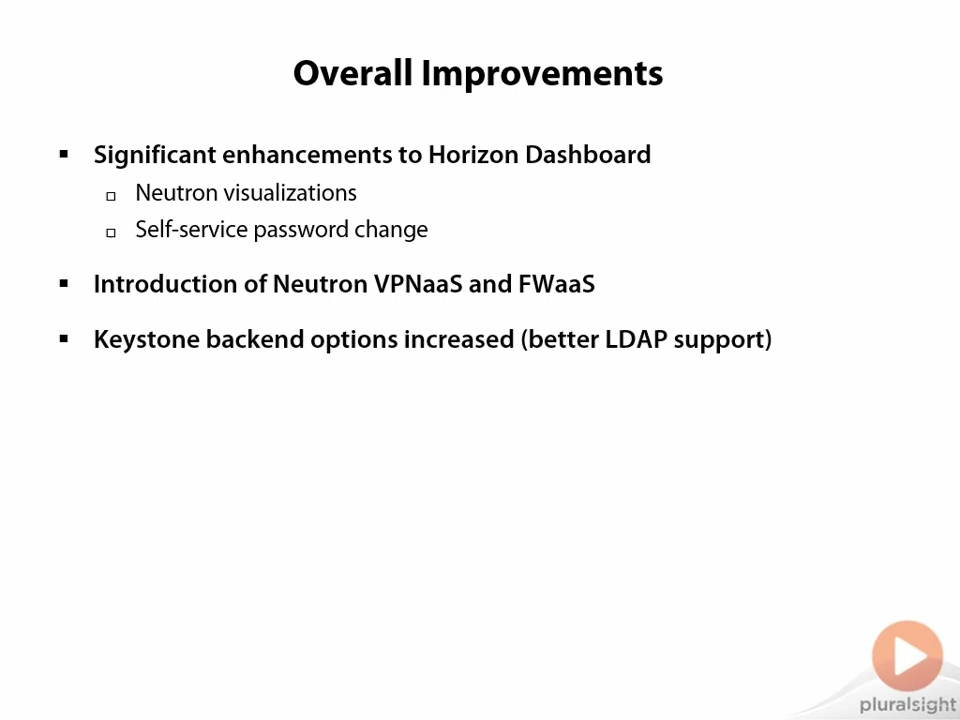 Overall Improvements
Significant enhancements to Horizon Dashboard
Neutron visualizations
Self-service password change
Introduction of Neutron VPNaaS and FWaaS
Keystone backend options increased (better LDAP support)
pluralsight